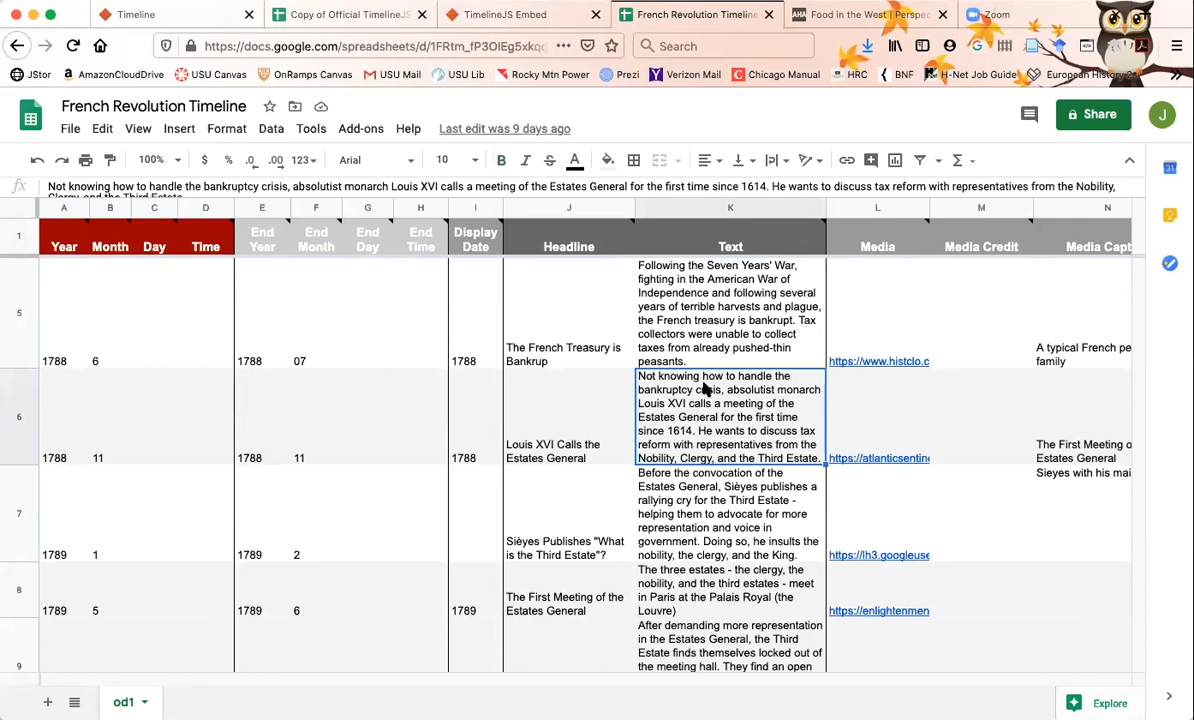 Timeline
Copy of Official TimelineJS
TimelineJS Embed
French Revolution Timeline
AHA Food in the West | Perspec
Zoom
https://docs.google.com/spreadsheets/d/1FRtm_fP3OIEg5xkqc
Search
JStor
AmazonCloudDrive
USU Canvas
OnRamps Canvas
USU Mail
USU Lib
Rocky Mtn Power
Prezi
Verizon Mail
Chicago Manual
HRC
BNF
H-Net Job Guide
European History
French Revolution Timeline
File Edit View Insert Format Data Tools Add-ons Help Last edit was 9 days ago
Share
J
100% $ % .0 .00 123 Arial 10 B I S A
fx Not knowing how to handle the bankruptcy crisis, absolutist monarch Louis XVI calls a meeting of the Estates General for the first time since 1614. He wants to discuss tax reform with representatives from the Nobility,
Clergy, and the Third Estate.
A B C D E F G H I J K L M N
1 Year Month Day Time End Year End Month End Day End Time Display Date Headline Text Media Media Credit Media Capt
5
1788 6 1788 07 1788
The French Treasury is
Bankrup
Following the Seven Years' War,
fighting in the American War of
Independence and following several
years of terrible harvests and plague,
the French treasury is bankrupt. Tax
collectors were unable to collect
taxes from already pushed-thin
peasants.
https://www.histclo.c
A typical French pe
family
6
1788 11 1788 11 1788
Louis XVI Calls the
Estates General
Not knowing how to handle the
bankruptcy crisis, absolutist monarch
Louis XVI calls a meeting of the
Estates General for the first time
since 1614. He wants to discuss tax
reform with representatives from the
Nobility, Clergy, and the Third Estate.
https://atlanticsentine
The First Meeting o
Estates General
7
1789 1 1789 2
Sièyes Publishes "What
is the Third Estate"?
Before the convocation of the
Estates General, Sièyes publishes a
rallying cry for the Third Estate -
helping them to advocate for more
representation and voice in
government. Doing so, he insults the
nobility, the clergy, and the King.
https://lh3.googleuse
Sieyes with his mai
8
1789 5 1789 6 1789
The First Meeting of the
Estates General
The three estates - the clergy, the
nobility, and the third estates - meet
in Paris at the Palais Royal (the
Louvre)
https://enlightenmen
9
After demanding more representation
in the Estates General, the Third
Estate finds themselves locked out of
the meeting hall. They find an open
od1
Explore